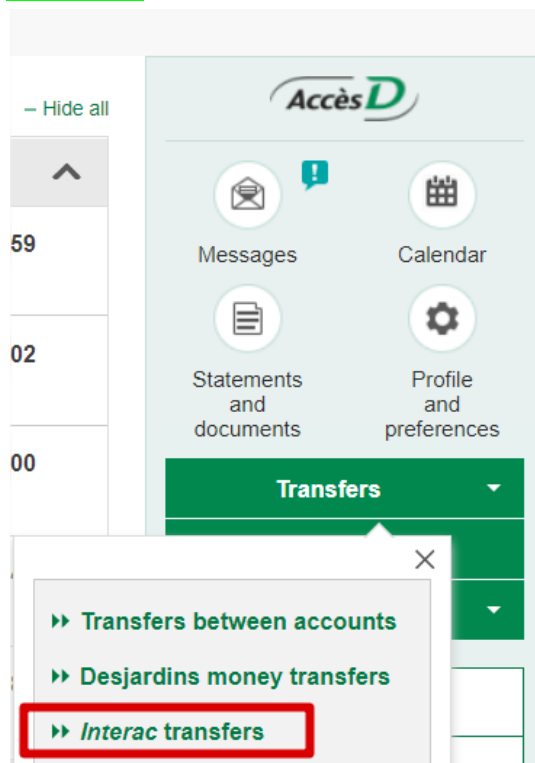 – Hide all
AccèsD
59
Messages
Calendar
02
Statements
and
documents
Profile
and
preferences
00
Transfers
Transfers between accounts
Desjardins money transfers
Interac transfers